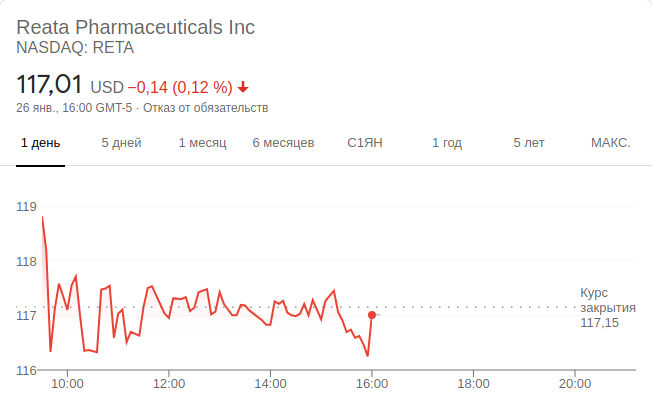 Reata Pharmaceuticals Inc
NASDAQ: RETA
117,01 USD −0,14 (0,12 %)
26 янв., 16:00 GMT-5 · Отказ от обязательств
1 день 5 дней 1 месяц 6 месяцев С1ЯН 1 год 5 лет МАКС.
119
118
117
116
Курс
закрытия
117,15
10:00 12:00 14:00 16:00 18:00 20:00